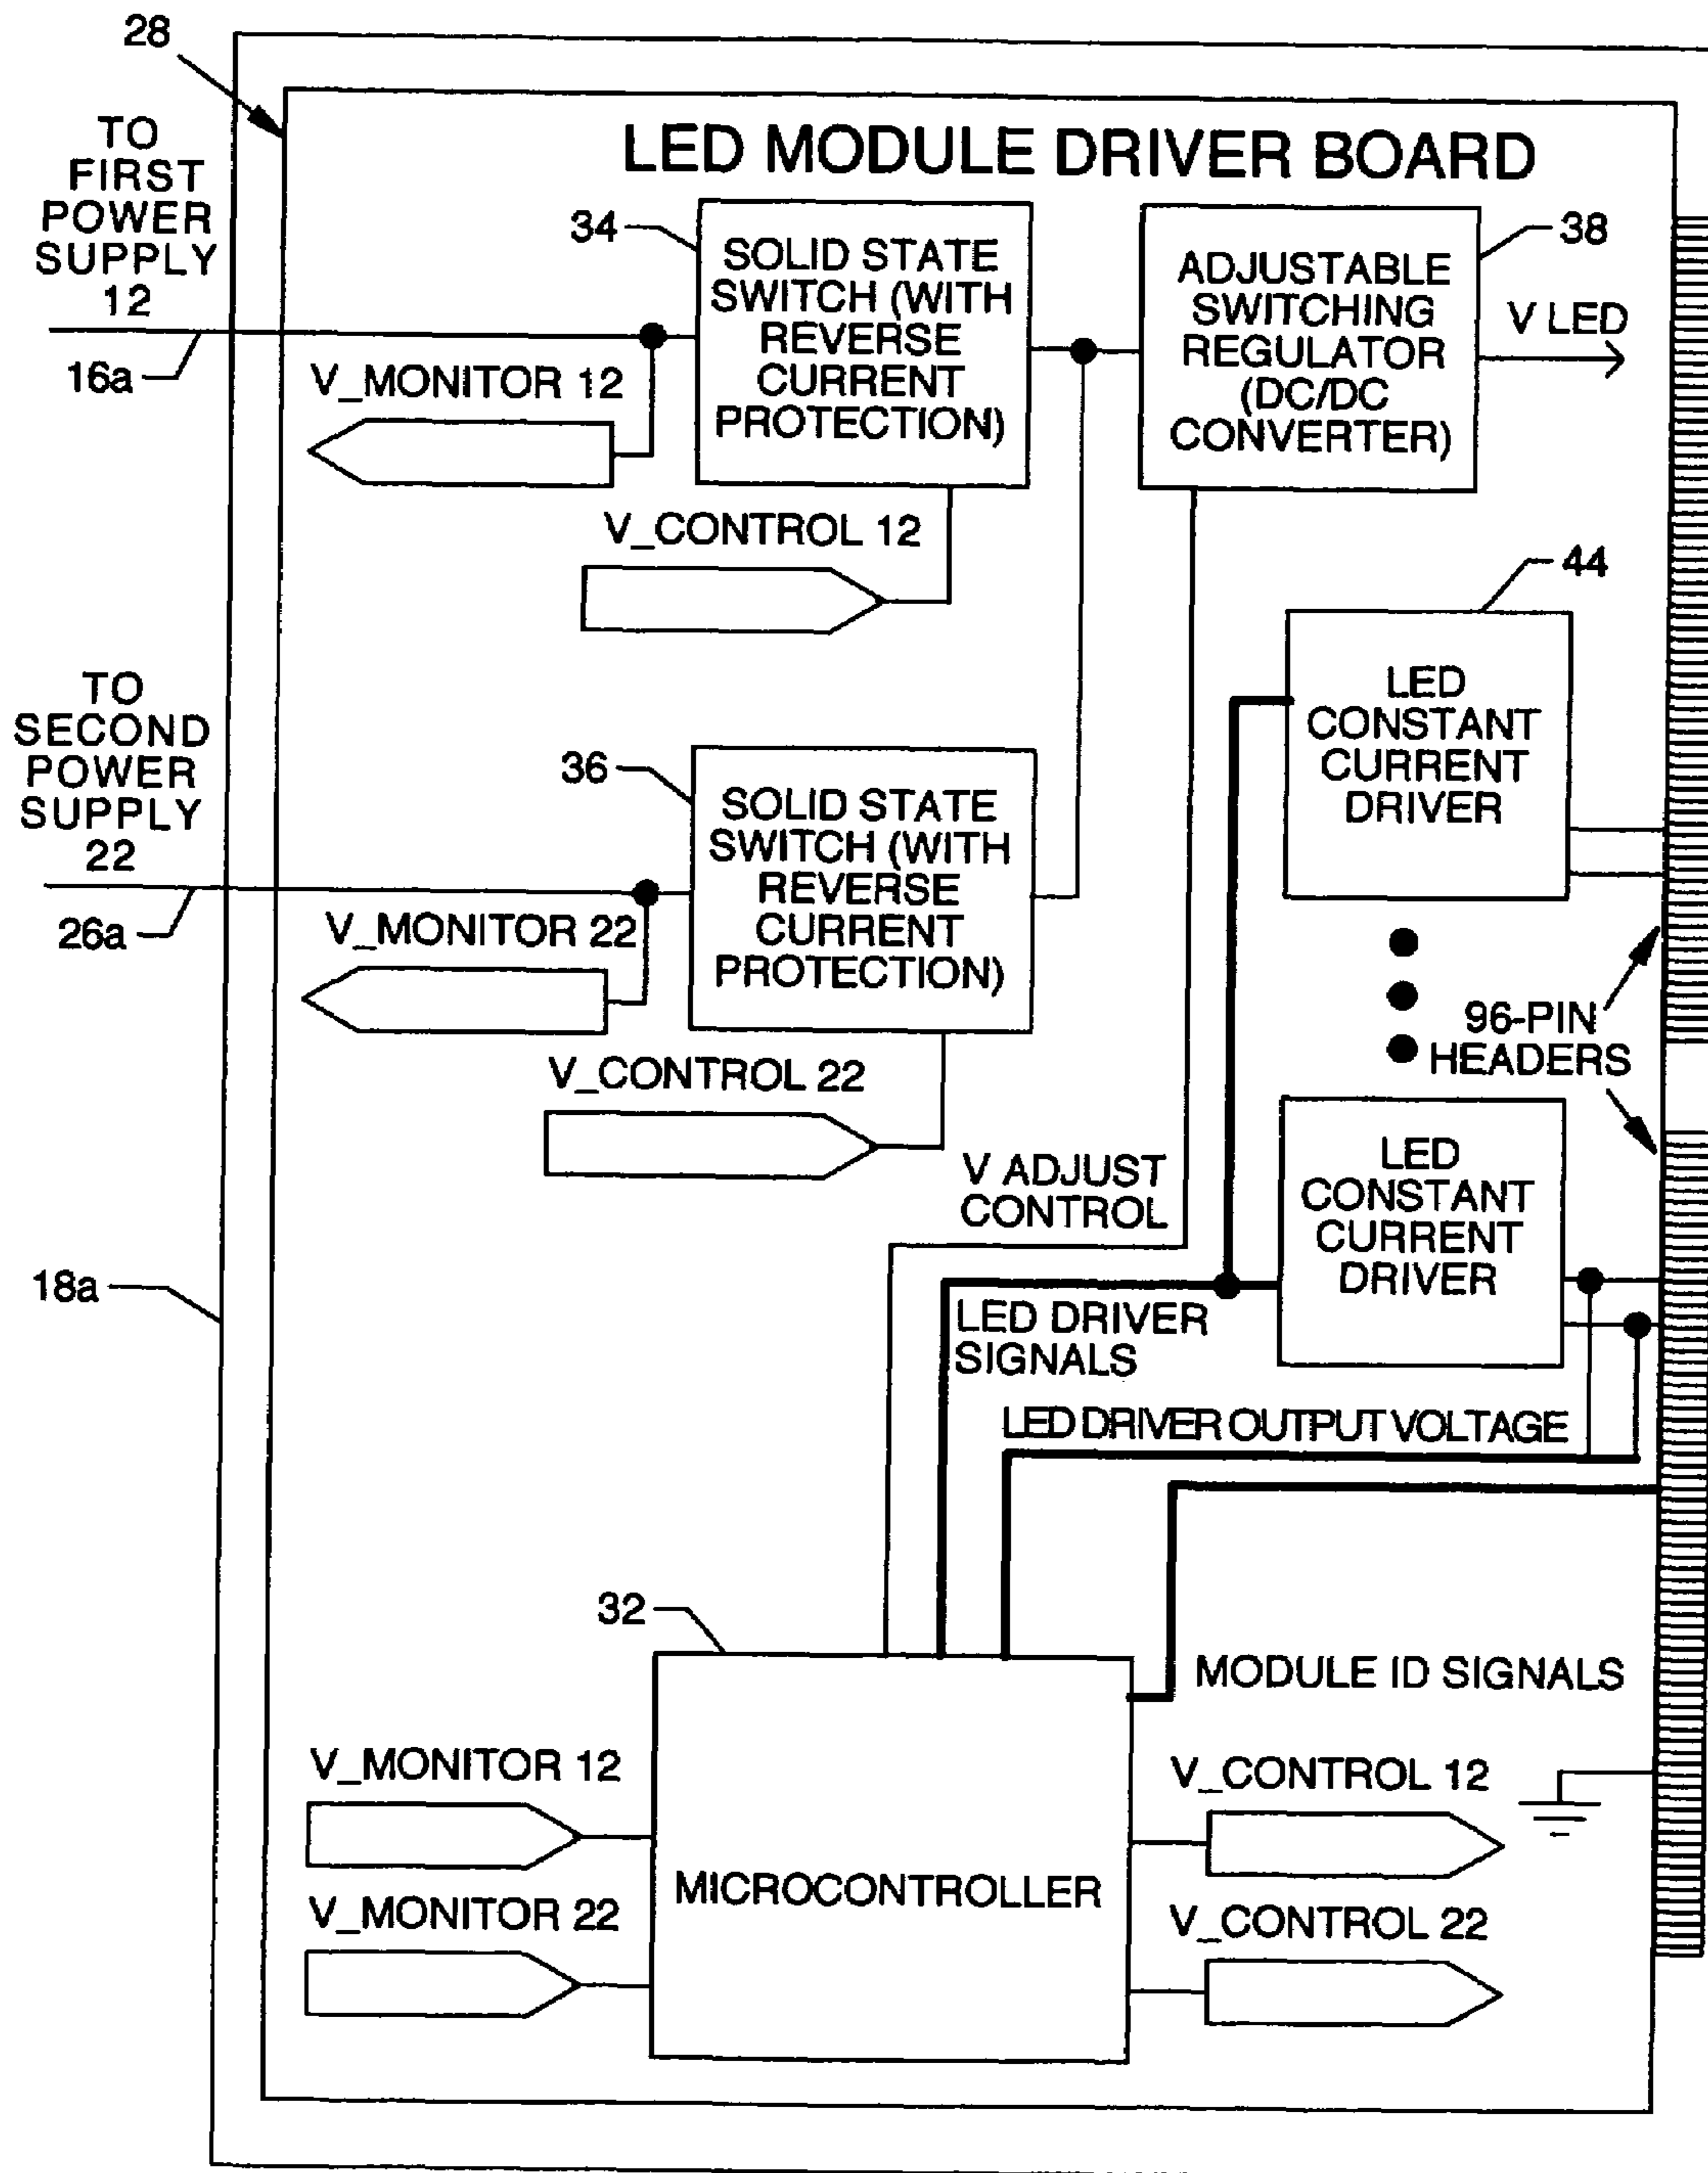 28
TO
FIRST
POWER
SUPPLY
12
16a
LED MODULE DRIVER BOARD
34
SOLID STATE
SWITCH (WITH
REVERSE
CURRENT
PROTECTION)
38
ADJUSTABLE
SWITCHING
REGULATOR
(DC/DC
CONVERTER)
V LED
V_MONITOR 12
V_CONTROL 12
44
LED
CONSTANT
CURRENT
DRIVER
TO
SECOND
POWER
SUPPLY
22
26a
36
SOLID STATE
SWITCH (WITH
REVERSE
CURRENT
PROTECTION)
V_MONITOR 22
V_CONTROL 22
96-PIN
HEADERS
V ADJUST
CONTROL
LED
CONSTANT
CURRENT
DRIVER
18a
LED DRIVER
SIGNALS
LED DRIVER OUTPUT VOLTAGE
32
MODULE ID SIGNALS
V_MONITOR 12
V_CONTROL 12
MICROCONTROLLER
V_MONITOR 22
V_CONTROL 22